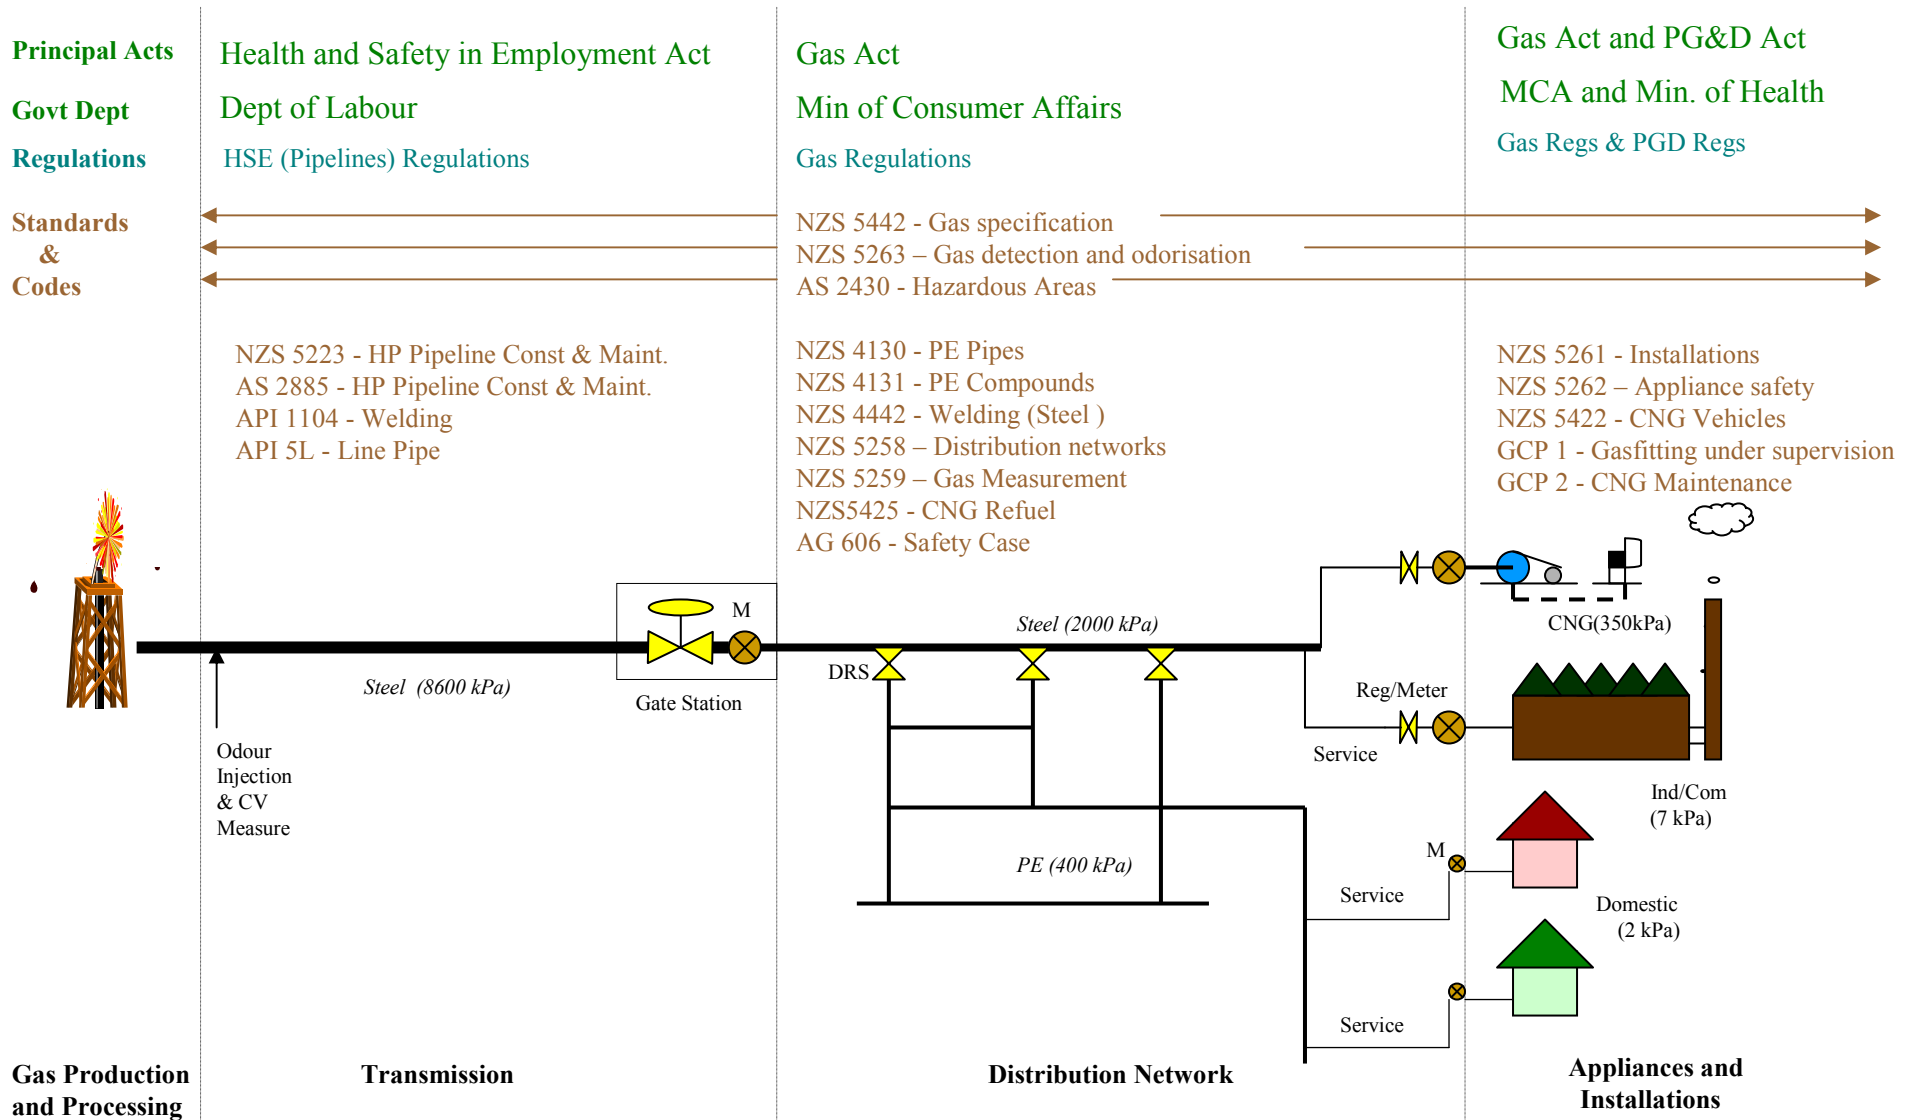 Principal Acts
Health and Safety in Employment Act
Gas Act
Gas Act and PG&D Act
Govt Dept
Dept of Labour
Min of Consumer Affairs
MCA and Min. of Health
Regulations
HSE (Pipelines) Regulations
Gas Regulations
Gas Regs & PGD Regs
Standards
&
Codes
NZS 5442 - Gas specification
NZS 5263 – Gas detection and odorisation
AS 2430 - Hazardous Areas
NZS 5223 - HP Pipeline Const & Maint.
AS 2885 - HP Pipeline Const & Maint.
API 1104 - Welding
API 5L - Line Pipe
NZS 4130 - PE Pipes
NZS 4131 - PE Compounds
NZS 4442 - Welding (Steel )
NZS 5258 – Distribution networks
NZS 5259 – Gas Measurement
NZS5425 - CNG Refuel
AG 606 - Safety Case
NZS 5261 - Installations
NZS 5262 – Appliance safety
NZS 5422 - CNG Vehicles
GCP 1 - Gasfitting under supervision
GCP 2 - CNG Maintenance
M
Steel (2000 kPa)
CNG(350kPa)
Steel (8600 kPa)
Gate Station
DRS
Reg/Meter
Service
Odour
Injection
& CV
Measure
Ind/Com
(7 kPa)
PE (400 kPa)
M
Service
Domestic
(2 kPa)
Service
Gas Production
and Processing
Transmission
Distribution Network
Appliances and
Installations